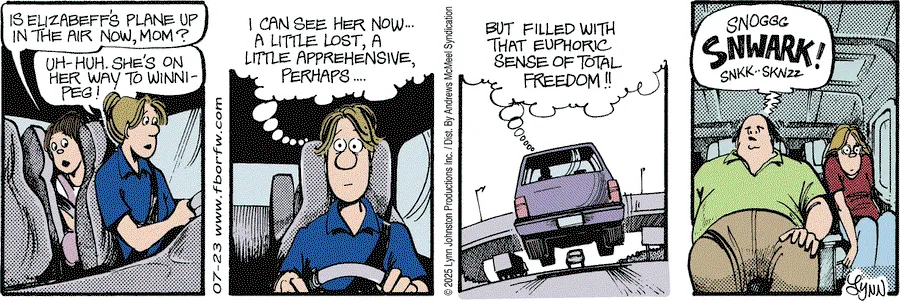 IS ELIZABEFF'S PLANE UP
IN THE AIR NOW, MOM?
UH-HUH. SHE'S ON
HER WAY TO WINNI-
PEG!
07-23 www.fborfw.com
I CAN SEE HER NOW...
A LITTLE LOST, A
LITTLE APPREHENSIVE,
PERHAPS....
© 2025 Lynn Johnston Productions Inc. / Dist. By Andrews McMeel Syndication
BUT FILLED WITH
THAT EUPHORIC
SENSE OF TOTAL
FREEDOM!!
SNOGGG
SNWARK!
SNKK--SKNZZ
LYNN